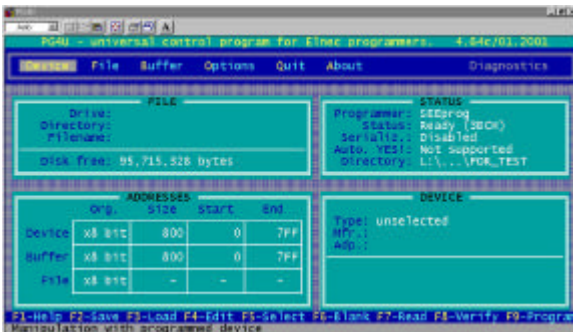 PG4U - universal control program for Elnec programmers. 4.64c/01.2001
Device File Buffer Options Quit About Diagnostics
FILE
Drive:
Directory:
Filename:
Disk free: 95,715,328 bytes
STATUS
Programmer: SEEprog
Status: Ready (3BCH)
Serializ.: Disabled
Auto. YES!: Not supported
Directory: L:\...\FOR_TEST
ADDRESSES
Org. Size Start End
Device x8 bit 800 0 7FF
Buffer x8 bit 800 0 7FF
File x8 bit - - -
DEVICE
Type: unselected
Mfr.:
Adp.:
F1-Help F2-Save F3-Load F4-Edit F5-Select F6-Blank F7-Read F8-Verify F9-Program
Manipulation with programmed device